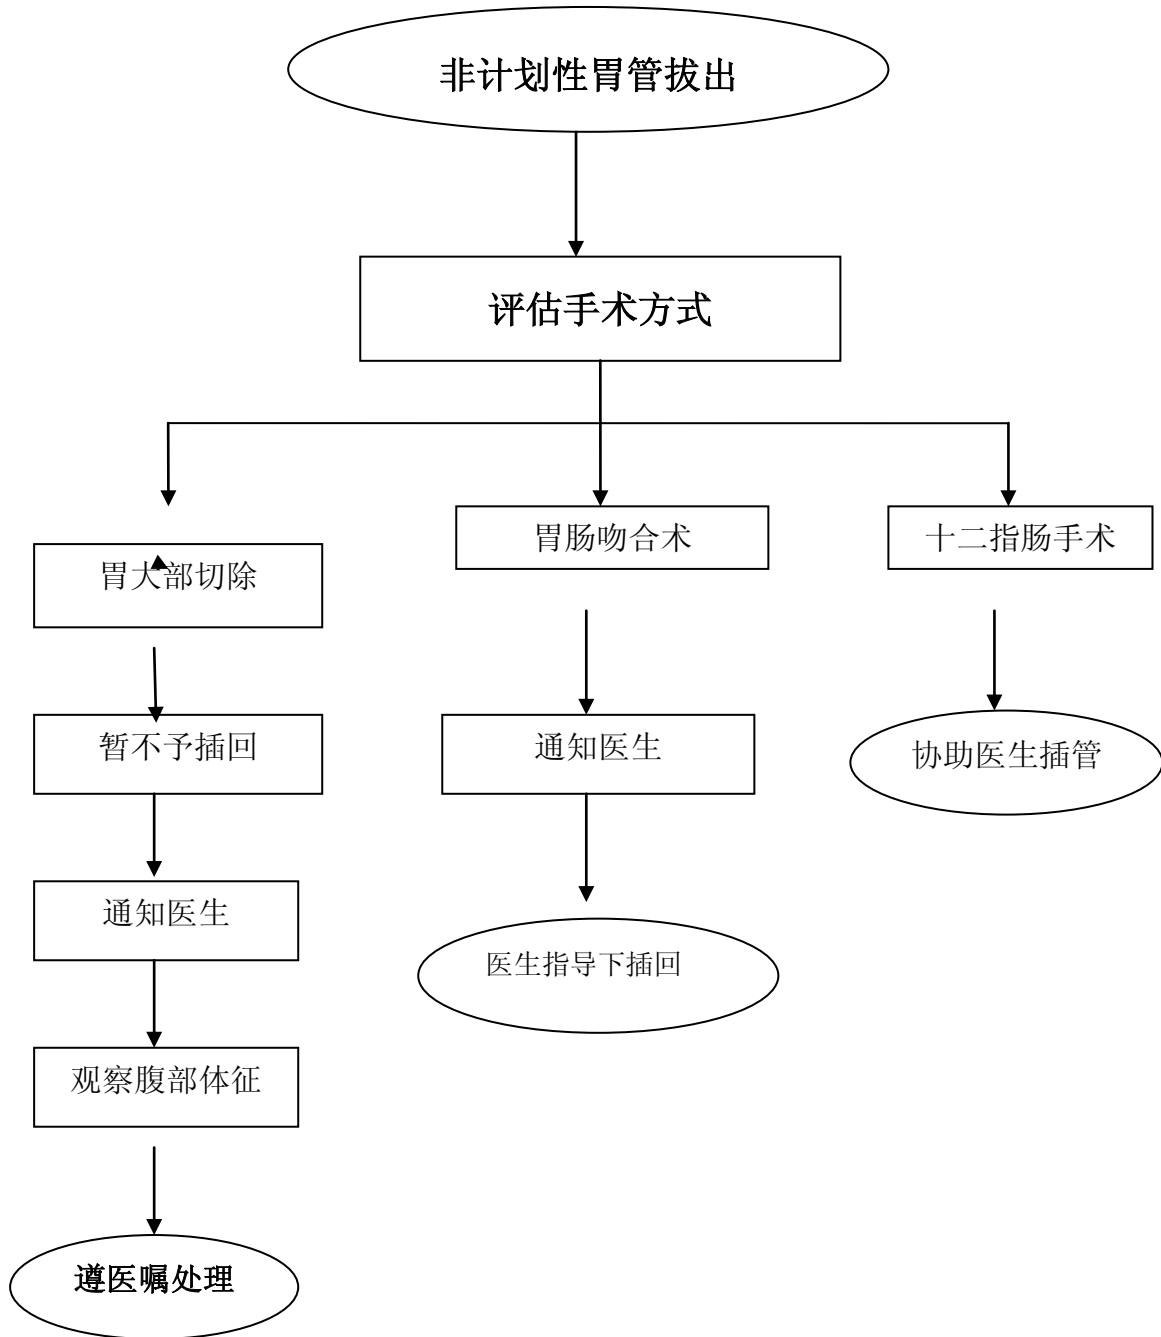 非计划性胃管拔出
评估手术方式
胃大部切除
胃肠吻合术
十二指肠手术
暂不予插回
通知医生
协助医生插管
通知医生
医生指导下插回
观察腹部体征
遵医嘱处理